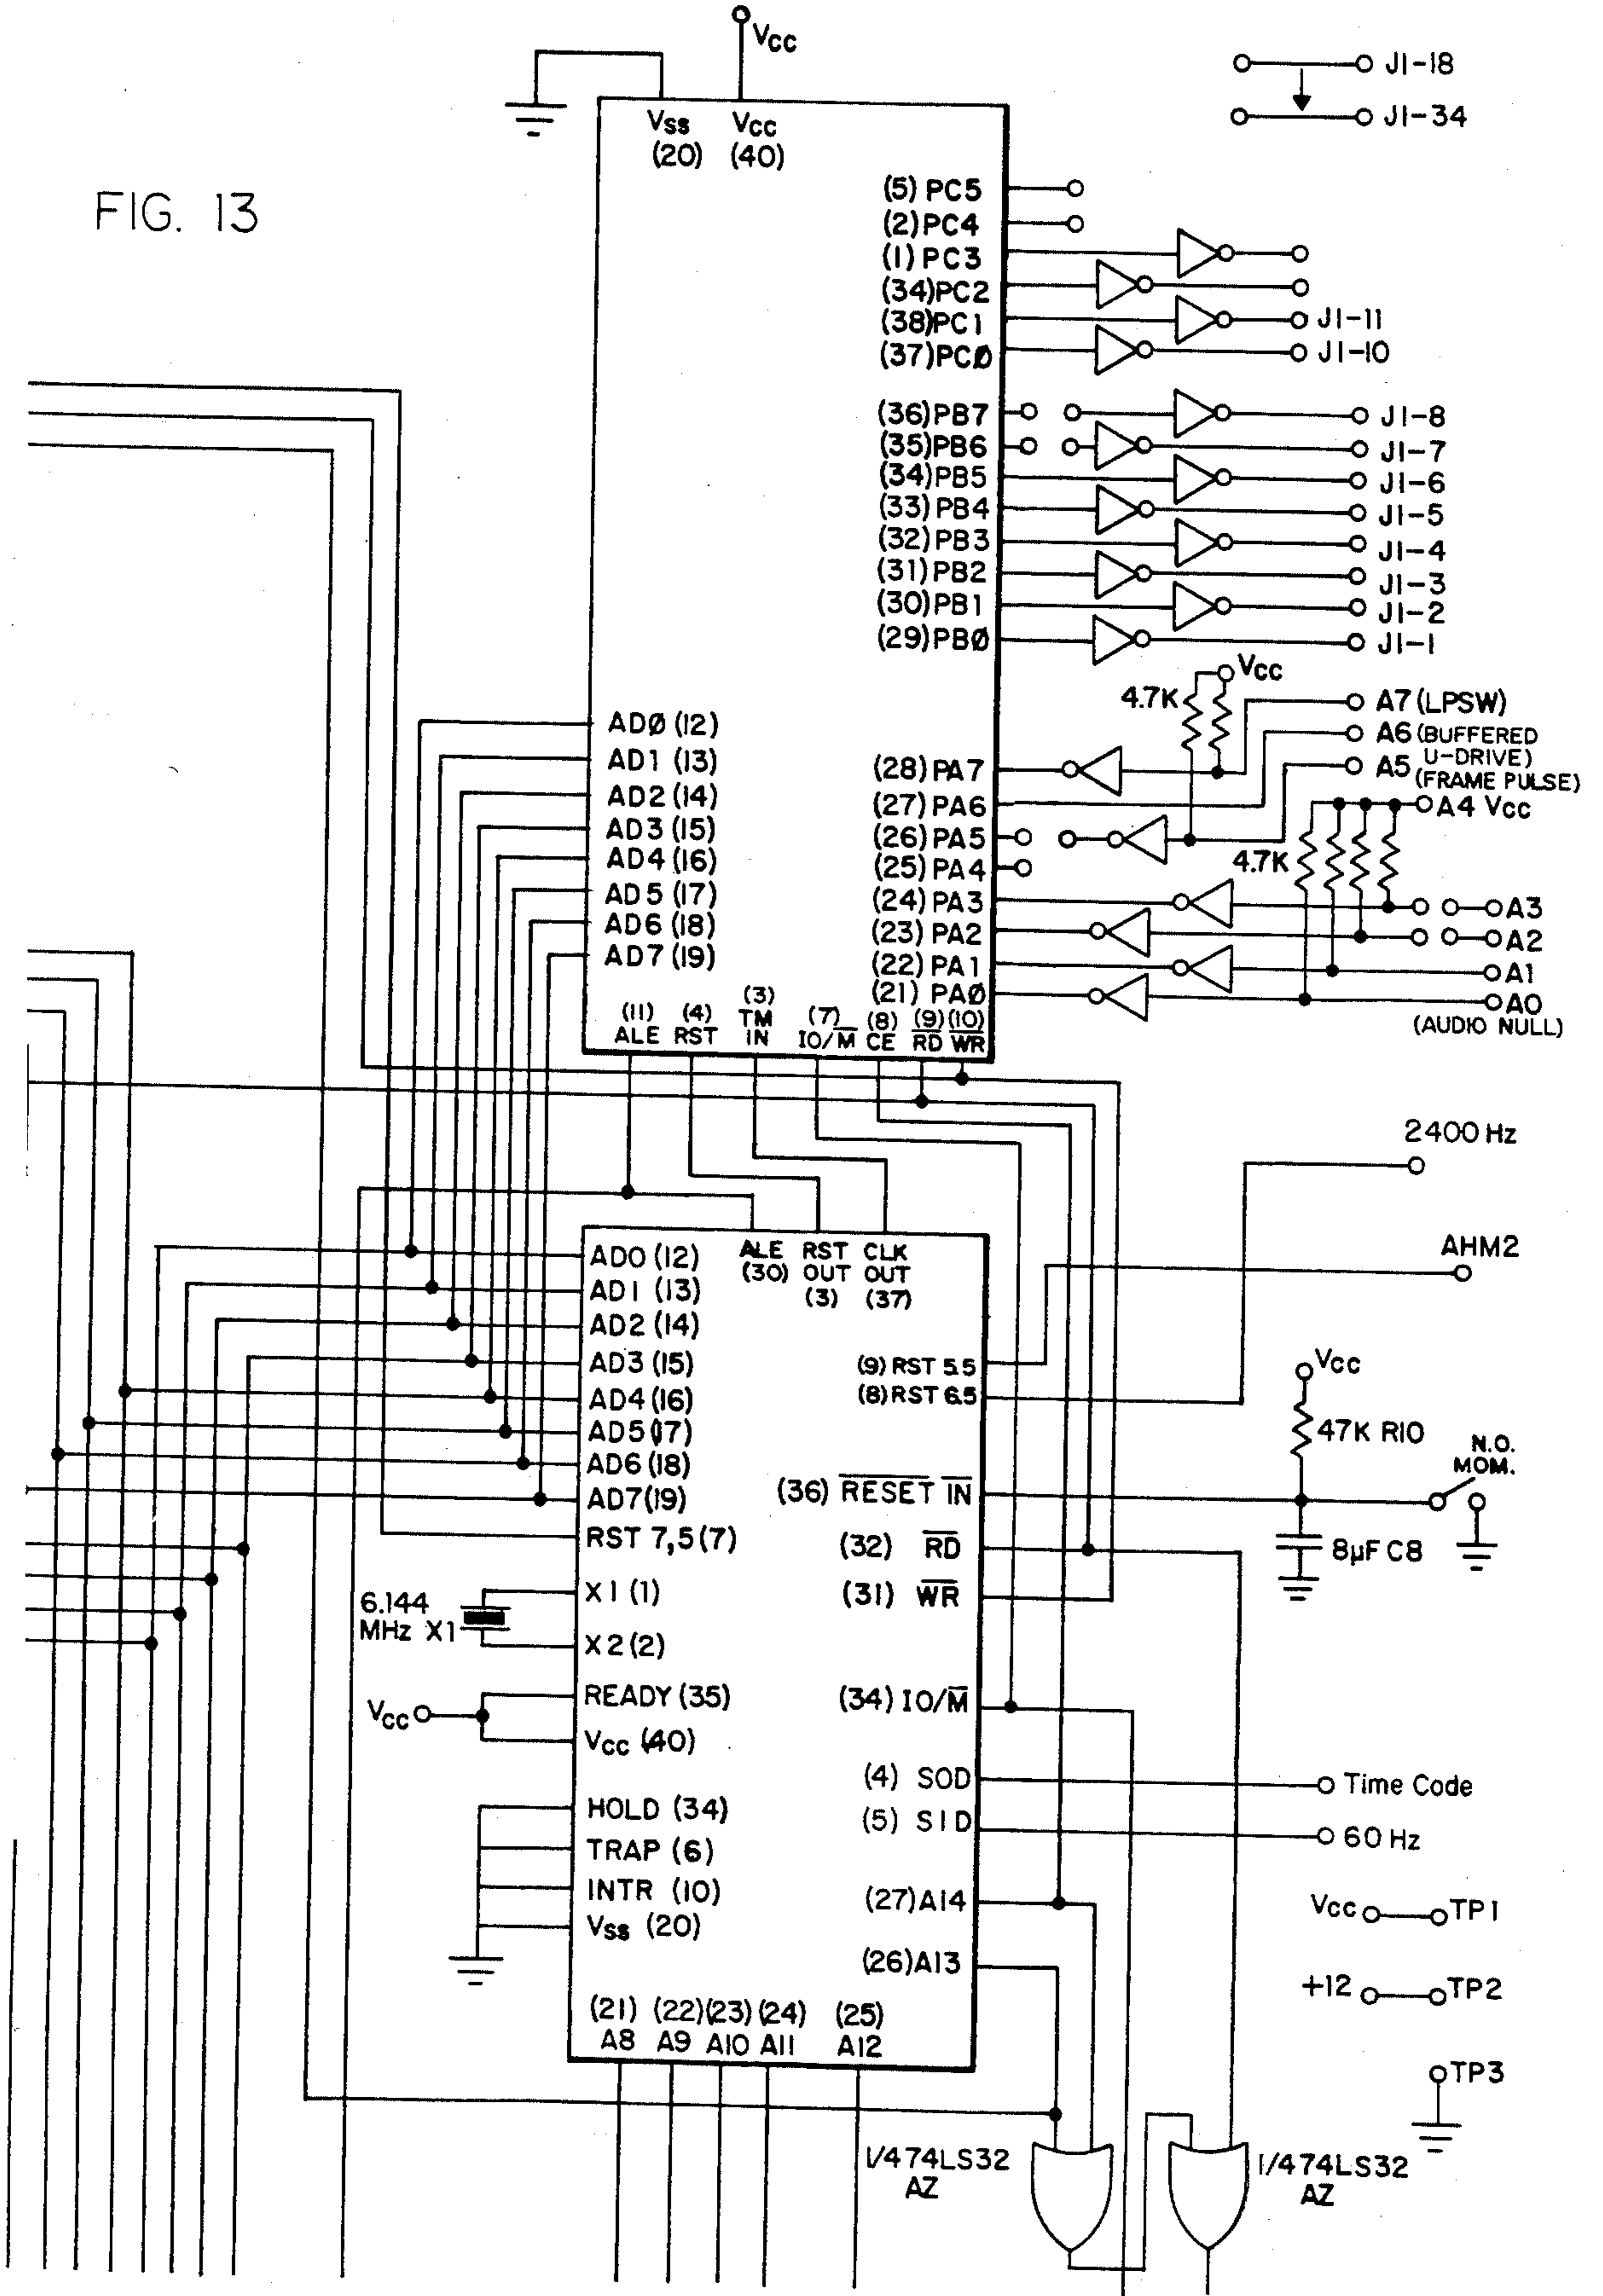 Vcc
J1-18
J1-34
Vss Vcc
(20) (40)
FIG. 13
(5) PC5
(2) PC4
(1) PC3
(34) PC2
(38) PC1 J1-11
(37) PCØ J1-10
(36) PB7 J1-8
(35) PB6 J1-7
(34) PB5 J1-6
(33) PB4 J1-5
(32) PB3 J1-4
(31) PB2 J1-3
(30) PB1 J1-2
(29) PBØ J1-1
Vcc
4.7K
A7 (LPSW)
A6 (BUFFERED
U-DRIVE)
A5 (FRAME PULSE)
A4 Vcc
4.7K
ADØ (12)
AD1 (13)
AD2 (14)
AD3 (15)
AD4 (16)
AD5 (17)
AD6 (18)
AD7 (19)
(28) PA7
(27) PA6
(26) PA5
(25) PA4
(24) PA3 A3
(23) PA2 A2
(22) PA1 A1
(21) PAØ AO
(AUDIO NULL)
(11) (4) (3) (7) (8) (9) (10)
ALE RST TM IN IO/M̅ CE R̅D̅ W̅R̅
2400 Hz
AHM2
ADO (12)
AD1 (13)
AD2 (14)
AD3 (15)
AD4 (16)
AD5 (17)
AD6 (18)
AD7 (19)
RST 7,5 (7)
X1 (1)
6.144
MHz X1
X2 (2)
READY (35)
Vcc
Vcc (40)
HOLD (34)
TRAP (6)
INTR (10)
Vss (20)
ALE RST CLK
(30) OUT OUT
(3) (37)
(9) RST 5.5
(8) RST 6.5
Vcc
47K R10
N.O.
MOM.
(36) R̅E̅S̅E̅T̅ I̅N̅
(32) R̅D̅
8µF C8
(31) W̅R̅
(34) IO/M̅
(4) SOD Time Code
(5) SID 60 Hz
(27) A14
(26) A13
Vcc TP1
+12 TP2
TP3
(21) (22) (23) (24) (25)
A8 A9 A10 A11 A12
1/474LS32
AZ
1/474LS32
AZ